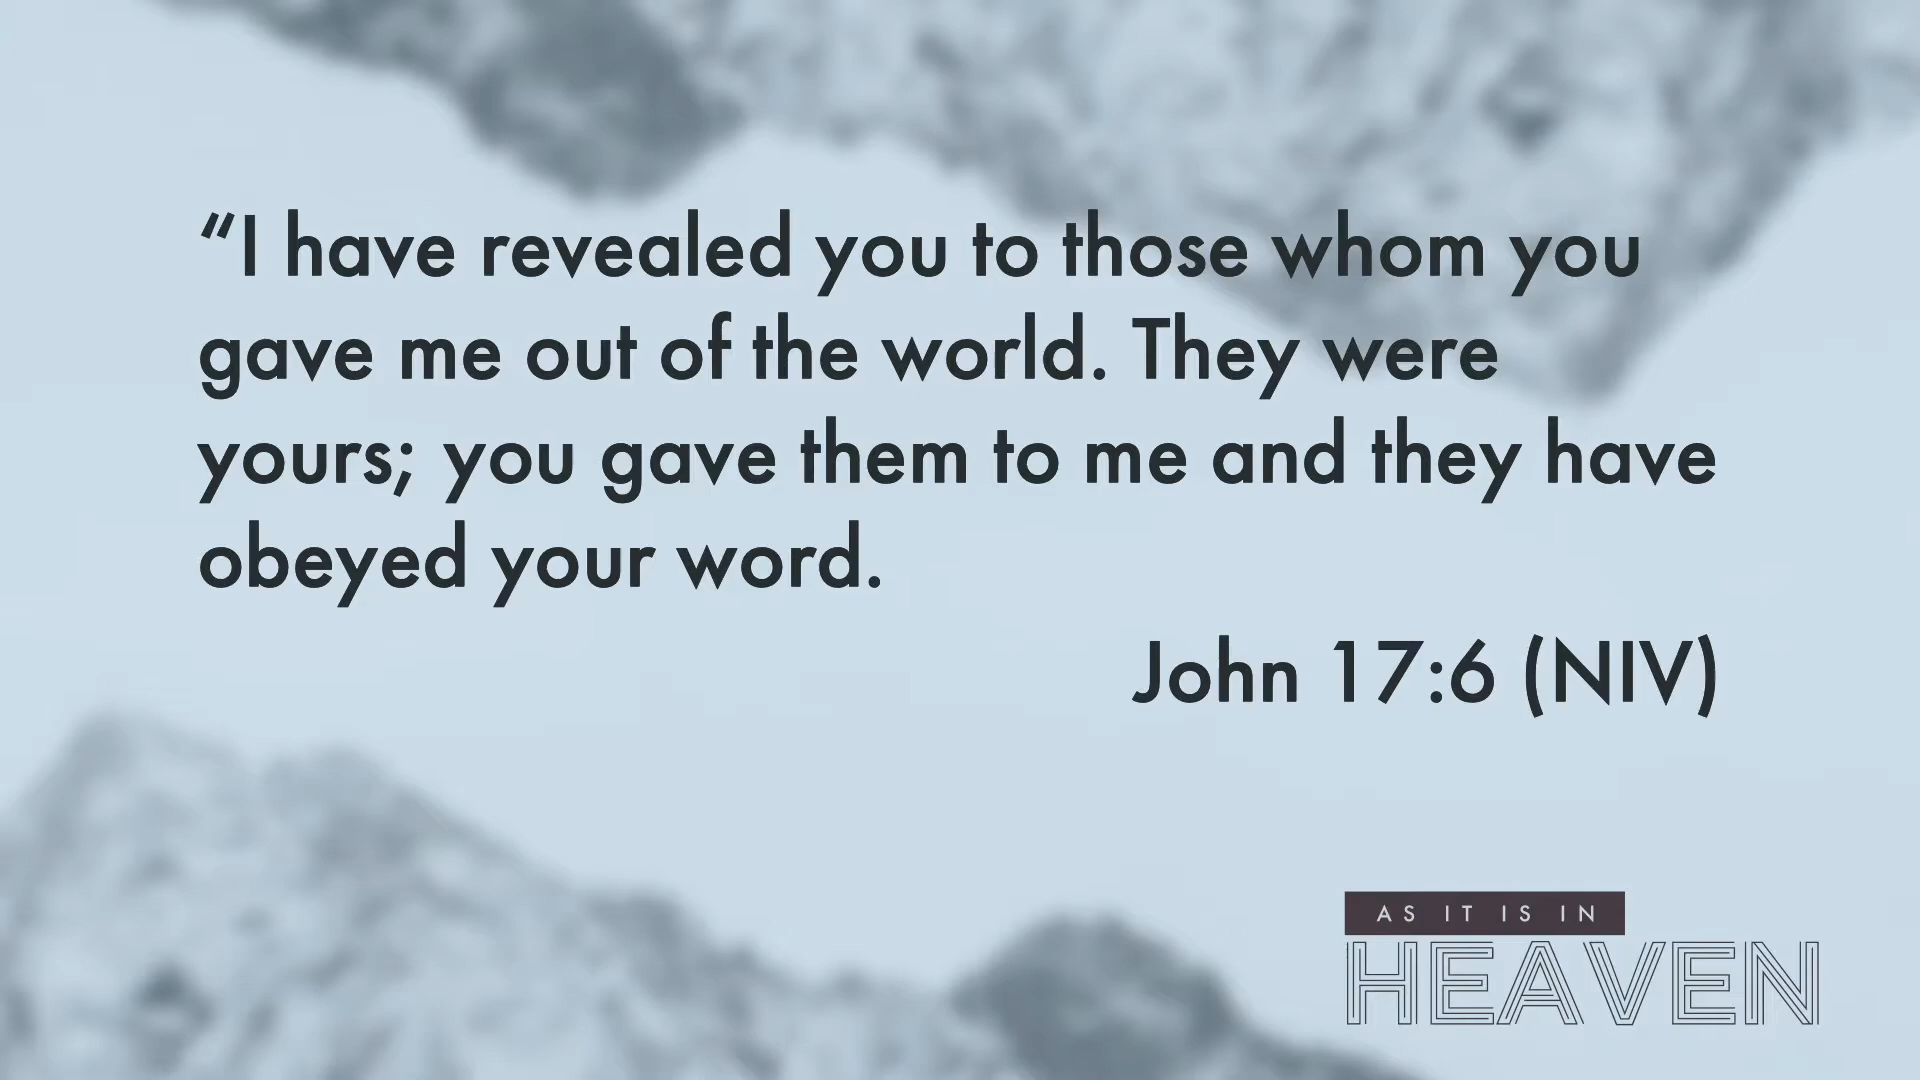 “I have revealed you to those whom you
gave me out of the world. They were
yours; you gave them to me and they have
obeyed your word.
John 17:6 (NIV)
AS IT IS IN
HEAVEN